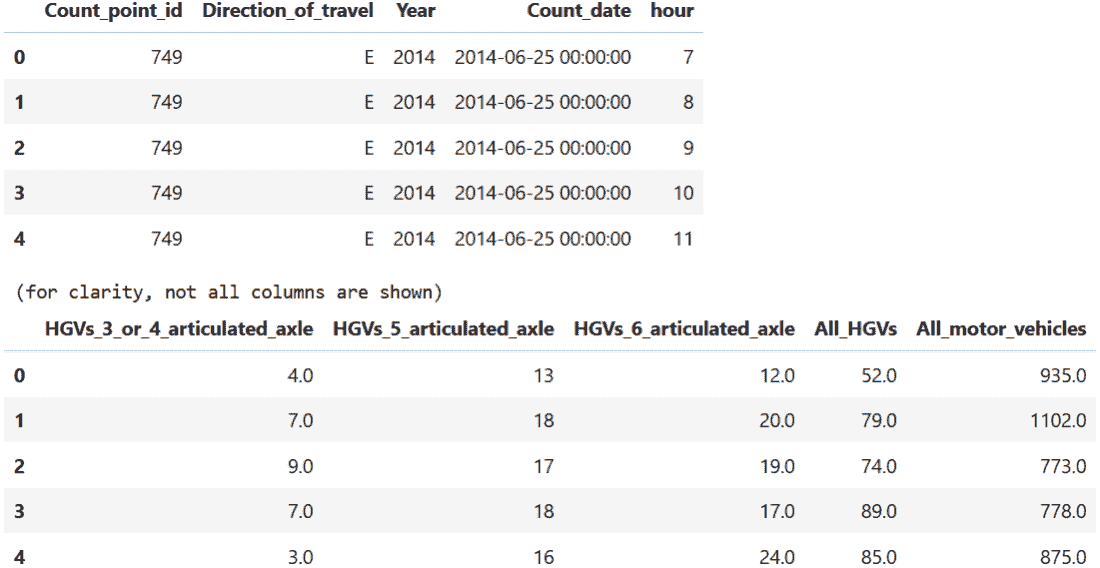 Count_point_id Direction_of_travel Year Count_date hour
0 749 E 2014 2014-06-25 00:00:00 7
1 749 E 2014 2014-06-25 00:00:00 8
2 749 E 2014 2014-06-25 00:00:00 9
3 749 E 2014 2014-06-25 00:00:00 10
4 749 E 2014 2014-06-25 00:00:00 11
(for clarity, not all columns are shown)
HGVs_3_or_4_articulated_axle HGVs_5_articulated_axle HGVs_6_articulated_axle All_HGVs All_motor_vehicles
0 4.0 13 12.0 52.0 935.0
1 7.0 18 20.0 79.0 1102.0
2 9.0 17 19.0 74.0 773.0
3 7.0 18 17.0 89.0 778.0
4 3.0 16 24.0 85.0 875.0